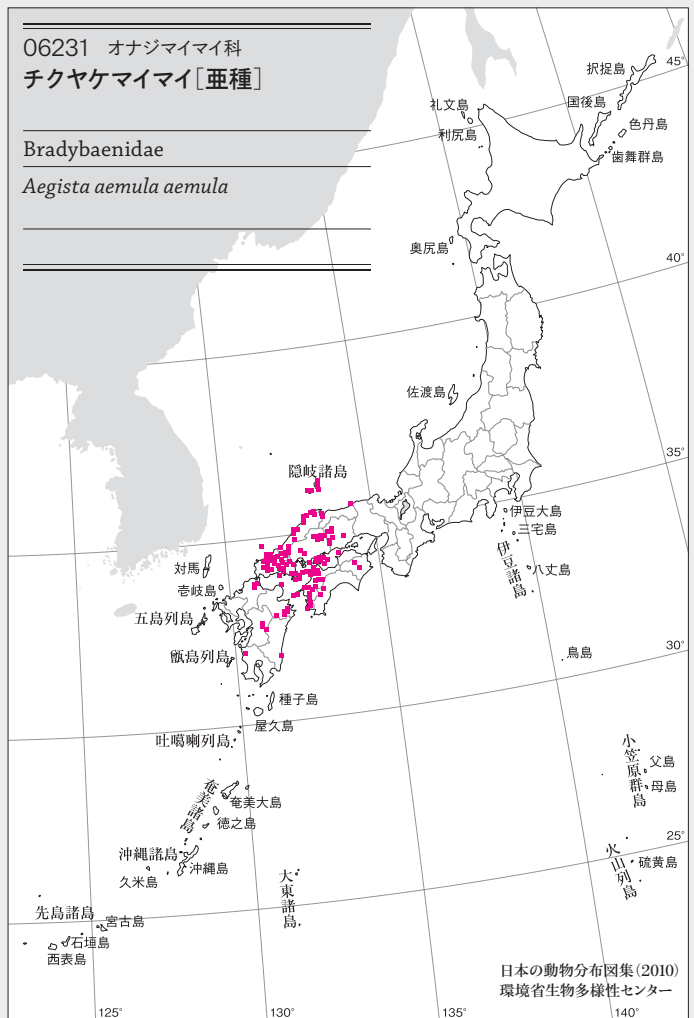 06231 オナジマイマイ科
チクヤケマイマイ[亜種]
Bradybaenidae
Aegista aemula aemula
択捉島
45°
礼文島
国後島
色丹島
利尻島
歯舞群島
奥尻島
40°
佐渡島
35°
隠岐諸島
伊豆大島
三宅島
伊豆諸島
八丈島
対馬
壱岐島
五島列島
甑島列島
鳥島
30°
種子島
屋久島
吐噶喇列島
小笠原群島
父島
母島
奄美諸島
奄美大島
徳之島
25°
沖縄諸島
沖縄島
久米島
火山列島
硫黄島
大東諸島
先島諸島
宮古島
石垣島
西表島
日本の動物分布図集(2010)
環境省生物多様性センター
125°
130°
135°
140°